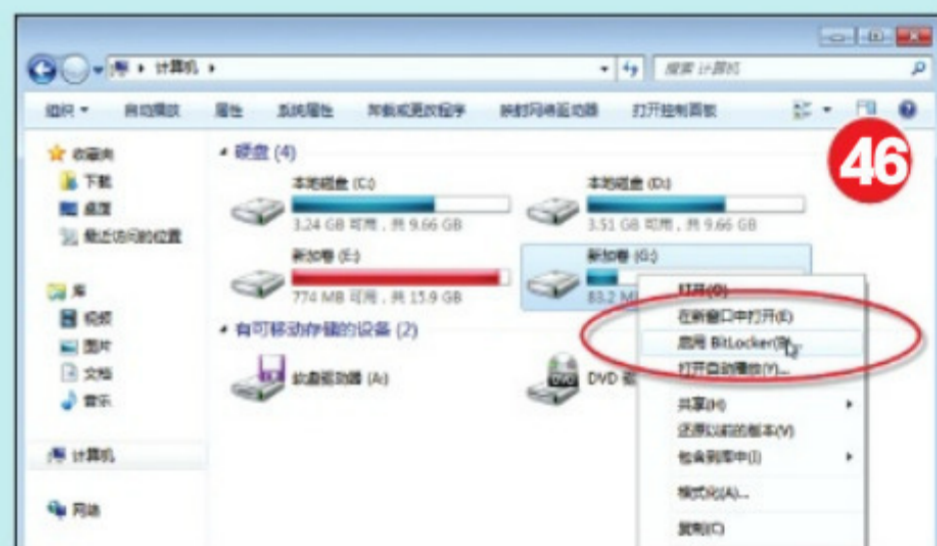 计算机
搜索 计算机
组织 自动播放 属性 系统属性 卸载或更改程序 映射网络驱动器 打开控制面板
46
收藏夹
下载
桌面
最近访问的位置
库
视频
图片
文档
音乐
计算机
网络
硬盘 (4)
本地磁盘 (C:)
3.24 GB 可用，共 9.66 GB
本地磁盘 (D:)
3.51 GB 可用，共 9.66 GB
新加卷 (E:)
774 MB 可用，共 15.9 GB
新加卷 (G:)
83.2 M
有可移动存储的设备 (2)
软盘驱动器 (A:)
DVD
DVD 驱
打开(O)
在新窗口中打开(E)
启用 BitLocker(B)
打开自动播放(Y)...
共享(H)
还原以前的版本(V)
包含到库中(I)
格式化(A)...
复制(C)